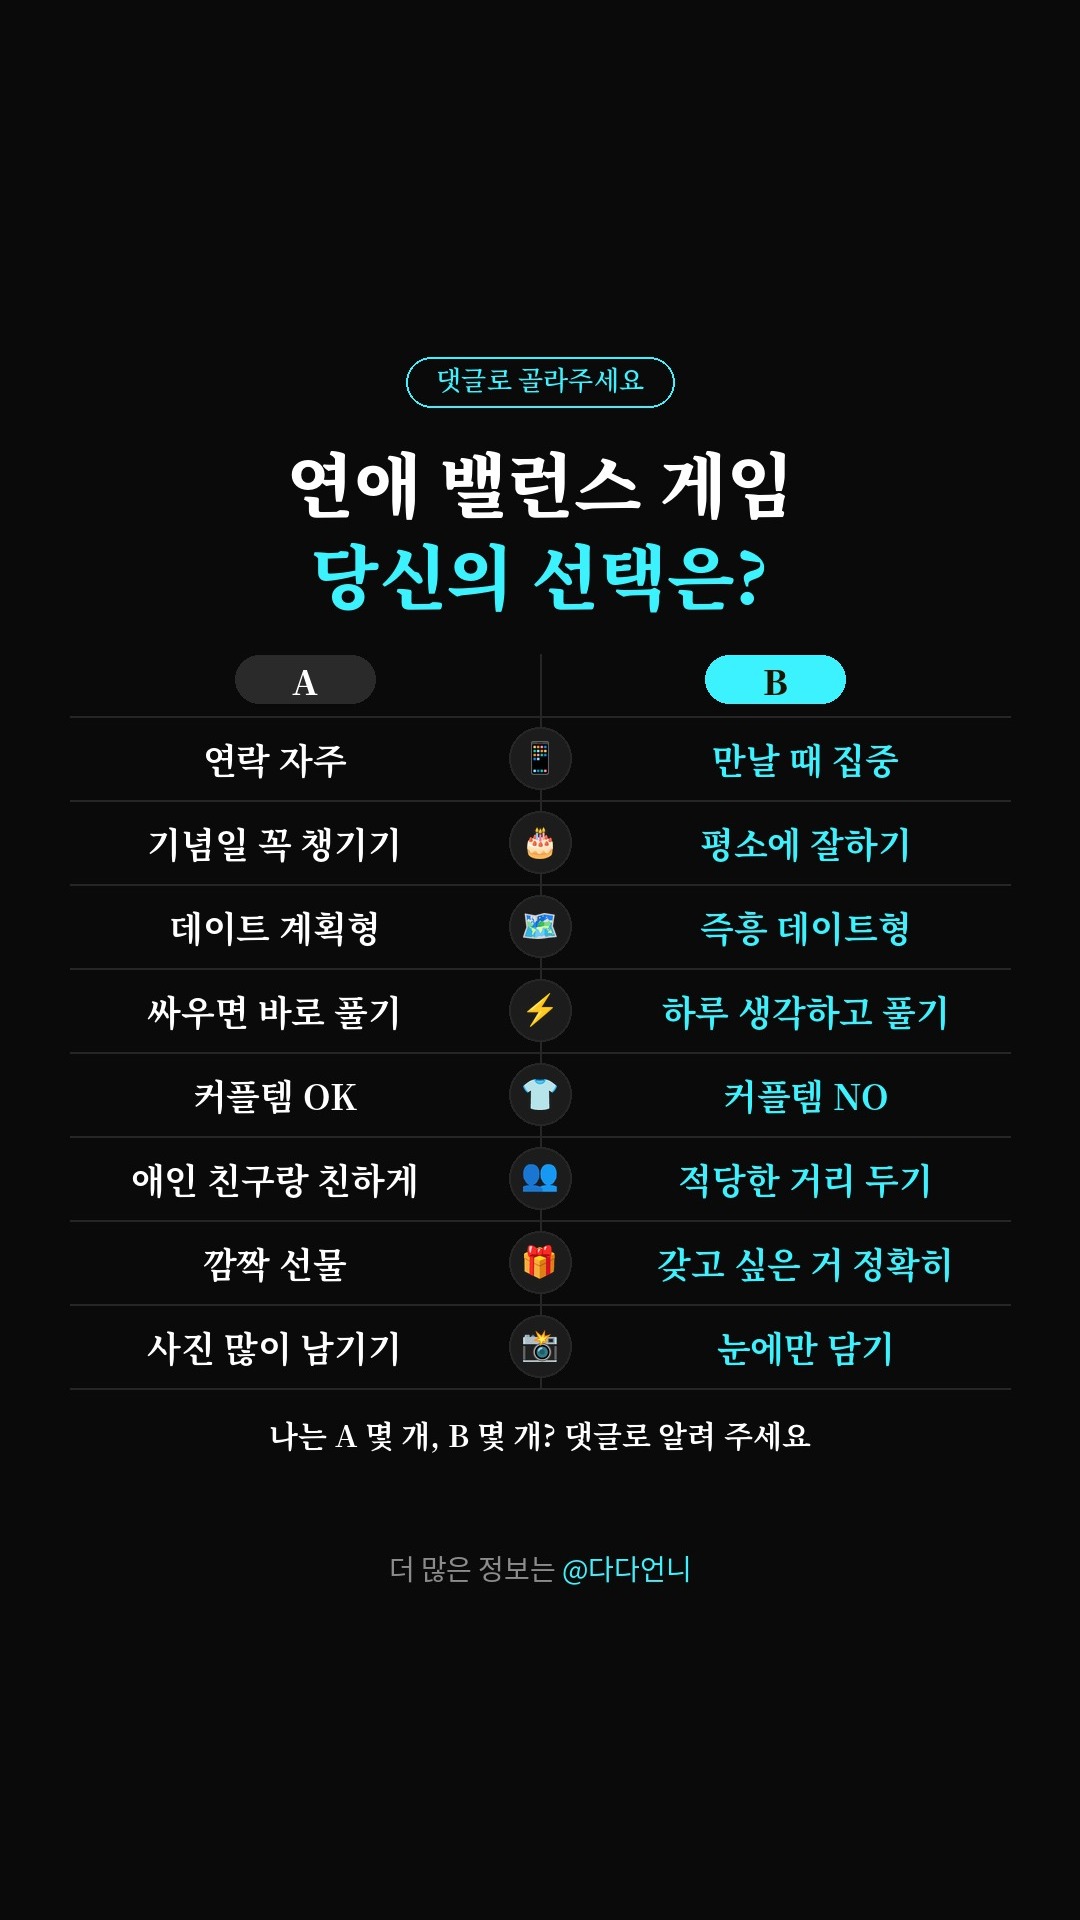 댓글로 골라주세요
연애 밸런스 게임
당신의 선택은?
A B
연락 자주 만날 때 집중
기념일 꼭 챙기기 평소에 잘하기
데이트 계획형 즉흥 데이트형
싸우면 바로 풀기 하루 생각하고 풀기
커플템 OK 커플템 NO
애인 친구랑 친하게 적당한 거리 두기
깜짝 선물 갖고 싶은 거 정확히
사진 많이 남기기 눈에만 담기
나는 A 몇 개, B 몇 개? 댓글로 알려 주세요
더 많은 정보는 @다다언니